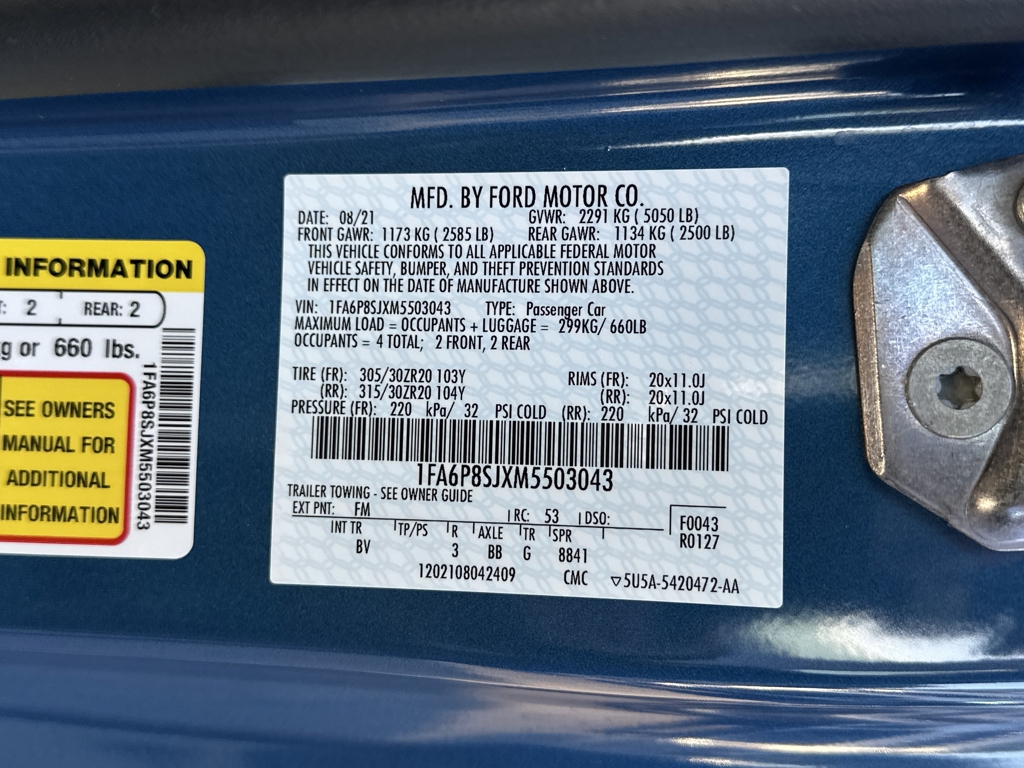 MFD. BY FORD MOTOR CO.
DATE: 08/21 GVWR: 2291 KG ( 5050 LB)
FRONT GAWR: 1173 KG ( 2585 LB) REAR GAWR: 1134 KG ( 2500 LB)
THIS VEHICLE CONFORMS TO ALL APPLICABLE FEDERAL MOTOR
VEHICLE SAFETY, BUMPER, AND THEFT PREVENTION STANDARDS
IN EFFECT ON THE DATE OF MANUFACTURE SHOWN ABOVE.
VIN: 1FA6P8SJXM5503043 TYPE: Passenger Car
MAXIMUM LOAD = OCCUPANTS + LUGGAGE = 299KG/ 660LB
OCCUPANTS = 4 TOTAL; 2 FRONT, 2 REAR
TIRE (FR): 305/30ZR20 103Y RIMS (FR): 20x11.0J
(RR): 315/30ZR20 104Y (RR): 20x11.0J
PRESSURE (FR): 220 kPa/ 32 PSI COLD (RR): 220 kPa/ 32 PSI COLD
1FA6P8SJXM5503043
TRAILER TOWING - SEE OWNER GUIDE
EXT PNT: FM RC: 53 DSO: F0043
INT TR TP/PS R AXLE TR SPR R0127
BV 3 BB G 8841
1202108042409 CMC ▽5U5A-5420472-AA
INFORMATION
: 2 REAR: 2
g or 660 lbs.
SEE OWNERS
MANUAL FOR
ADDITIONAL
INFORMATION
1FA6P8SJXM5503043